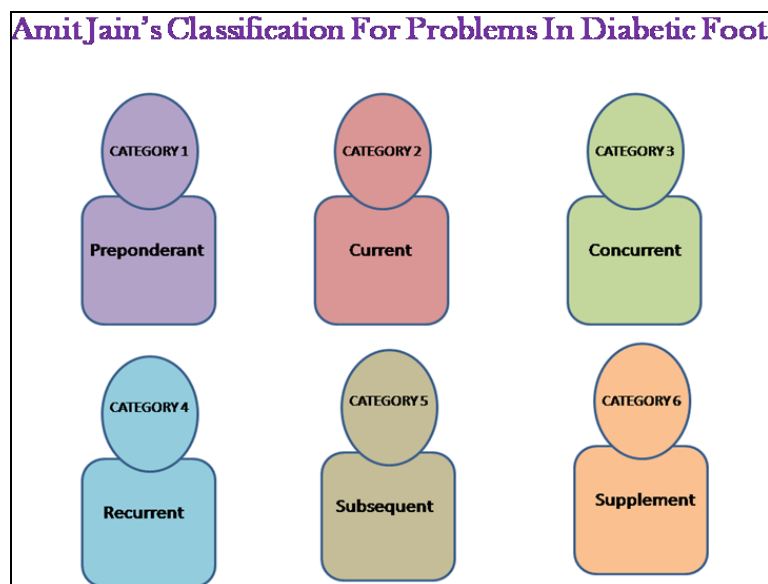 Amit Jain's Classification For Problems In Diabetic Foot
CATEGORY 1
Preponderant
CATEGORY 2
Current
CATEGORY 3
Concurrent
CATEGORY 4
Recurrent
CATEGORY 5
Subsequent
CATEGORY 6
Supplement